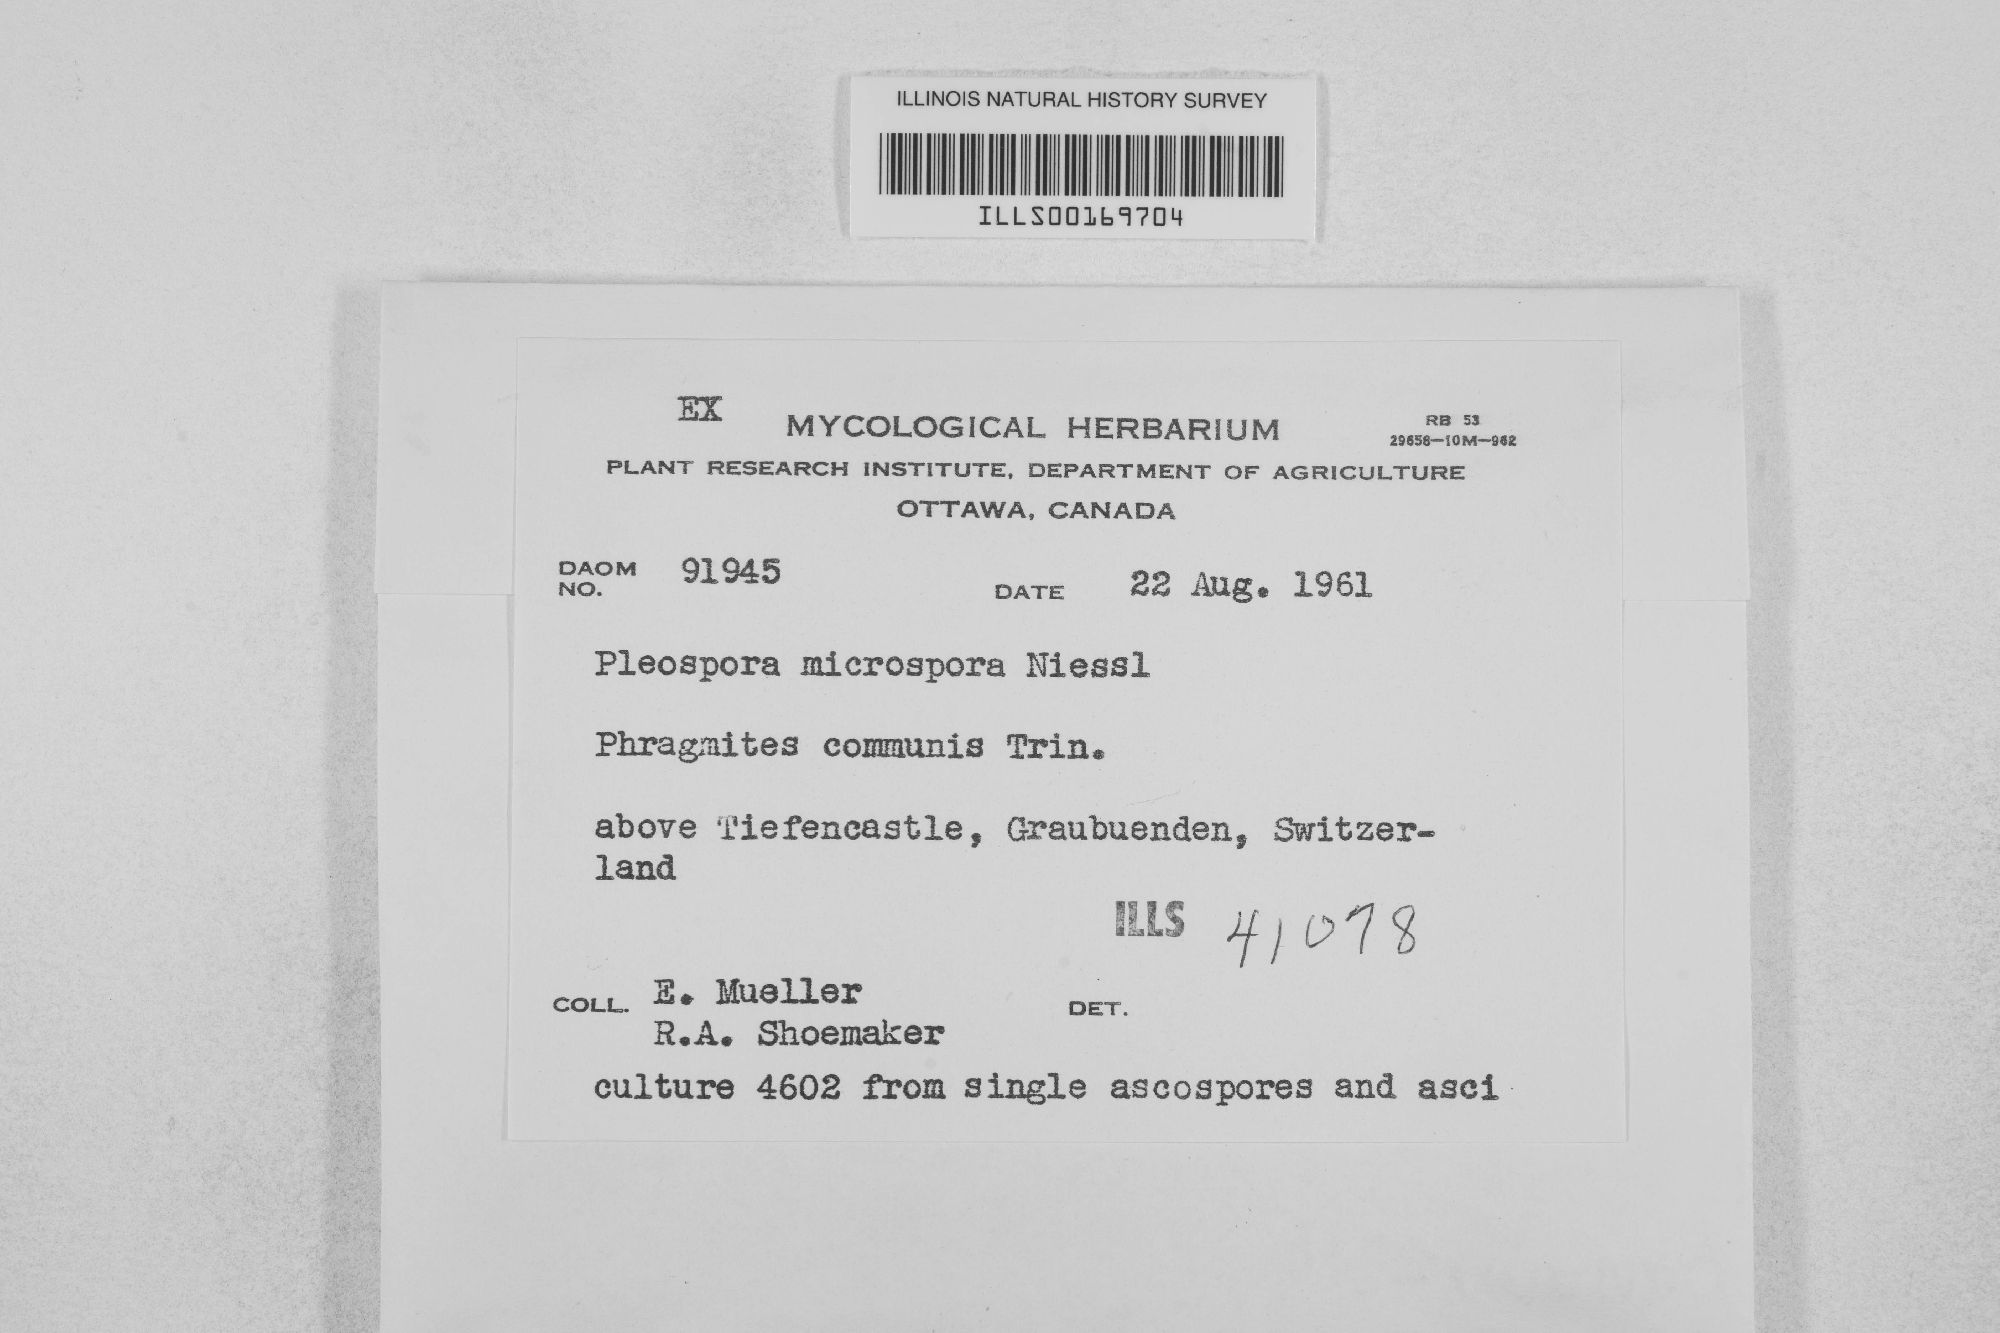 ILLINOIS NATURAL HISTORY SURVEY
ILLS00169704
EX
MYCOLOGICAL HERBARIUM
RB 53
29658-10M-962
PLANT RESEARCH INSTITUTE, DEPARTMENT OF AGRICULTURE
OTTAWA, CANADA
DAOM NO. 91945 DATE 22 Aug. 1961
Pleospora microspora Niessl
Phragmites communis Trin.
above Tiefencastle, Graubuenden, Switzer-
land
ILLS 41078
COLL. E. Mueller DET.
R.A. Shoemaker
culture 4602 from single ascospores and asci